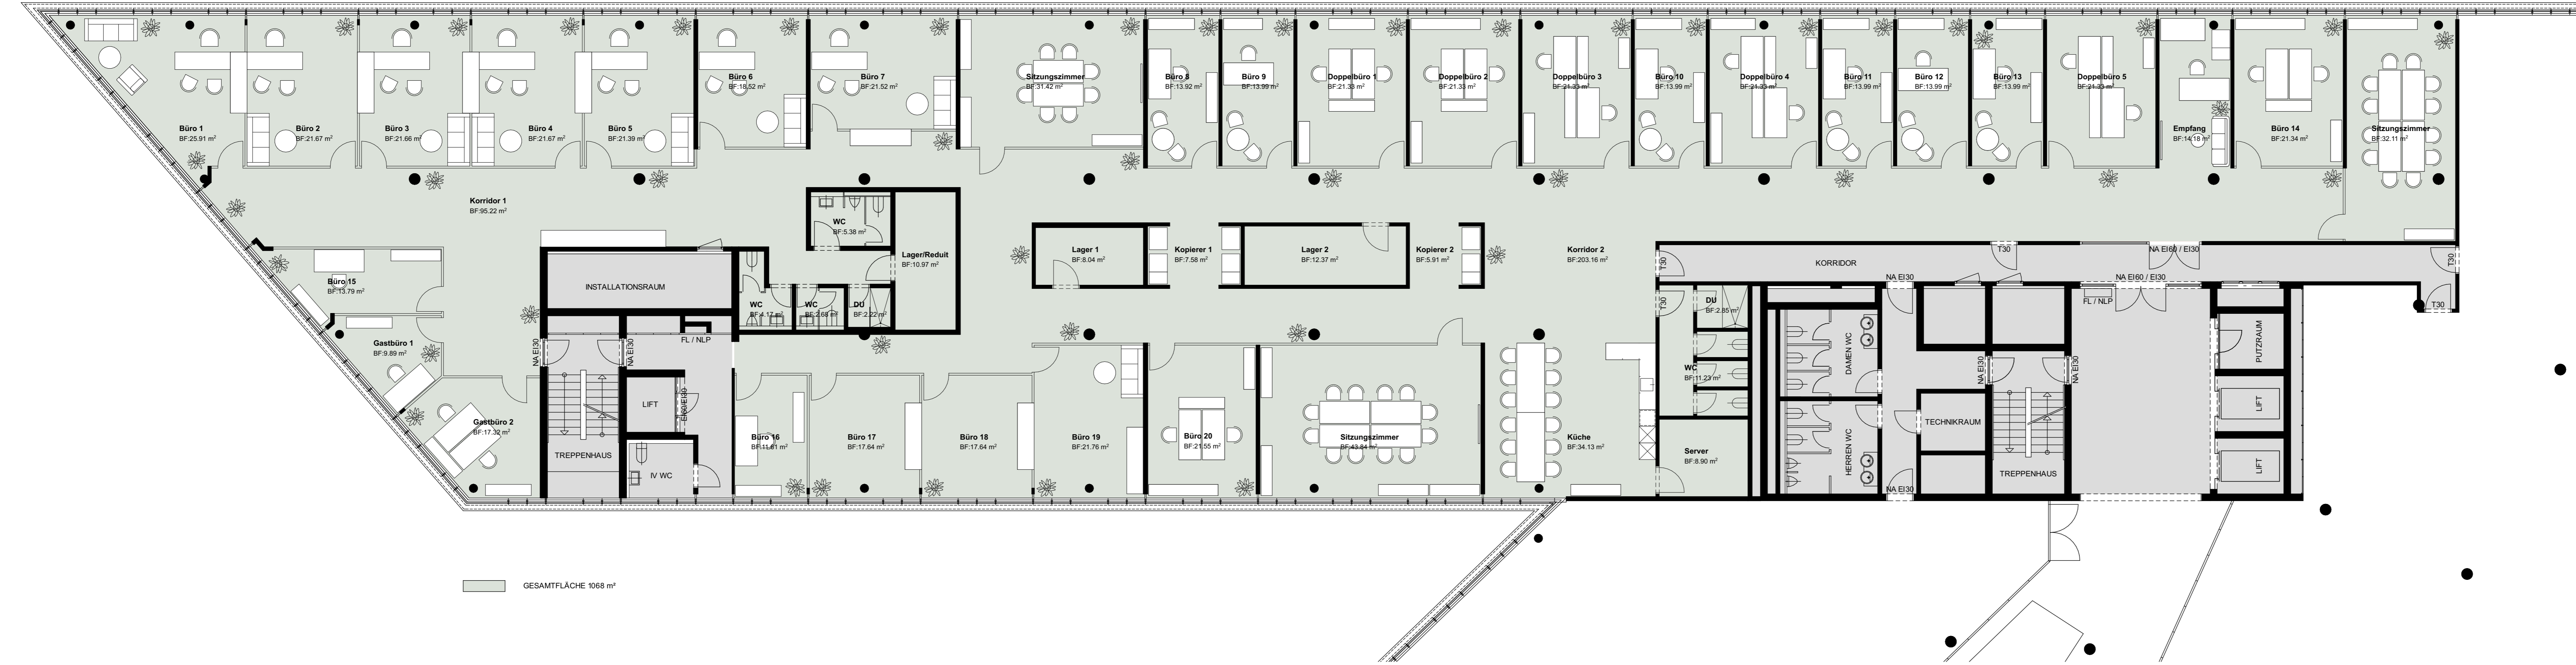 Büro 1
BF:25.91 m²
Büro 2
BF:21.67 m²
Büro 3
BF:21.66 m²
Büro 4
BF:21.67 m²
Büro 5
BF:21.39 m²
Büro 6
BF:18.52 m²
Büro 7
BF:21.52 m²
Sitzungszimmer
BF:31.42 m²
Büro 8
BF:13.92 m²
Büro 9
BF:13.99 m²
Doppelbüro 1
BF:21.33 m²
Doppelbüro 2
BF:21.33 m²
Doppelbüro 3
BF:21.33 m²
Büro 10
BF:13.99 m²
Doppelbüro 4
BF:21.33 m²
Büro 11
BF:13.99 m²
Büro 12
BF:13.99 m²
Büro 13
BF:13.99 m²
Doppelbüro 5
BF:21.33 m²
Empfang
BF:14.18 m²
Büro 14
BF:21.34 m²
Sitzungszimmer
BF:32.11 m²
Korridor 1
BF:95.22 m²
WC
BF:5.38 m²
Lager/Reduit
BF:10.97 m²
Lager 1
BF:8.04 m²
Kopierer 1
BF:7.58 m²
Lager 2
BF:12.37 m²
Kopierer 2
BF:5.91 m²
Korridor 2
BF:203.16 m²
T30
KORRIDOR
NA EI30
T30
NA EI60 / EI30
NA EI60 / EI30
T30
T30
T30
FL / NLP
Büro 15
BF:13.79 m²
INSTALLATIONSRAUM
WC
BF:4.17 m²
WC
BF:2.68 m²
DU
BF:2.22 m²
DU
BF:2.85 m²
Gastbüro 1
BF:9.89 m²
NA EI30
NA EI30
FL / NLP
LIFT
EI60/EI30
WC
BF:11.23 m²
DAMEN WC
NA EI30
NA EI30
PUTZRAUM
LIFT
Gastbüro 2
BF:17.32 m²
TREPPENHAUS
IV WC
Büro 16
BF:11.81 m²
Büro 17
BF:17.64 m²
Büro 18
BF:17.64 m²
Büro 19
BF:21.76 m²
Büro 20
BF:21.55 m²
Sitzungszimmer
BF:43.84 m²
Küche
BF:34.13 m²
Server
BF:8.90 m²
HERREN WC
NA EI30
TECHNIKRAUM
TREPPENHAUS
LIFT
GESAMTFLÄCHE 1068 m²